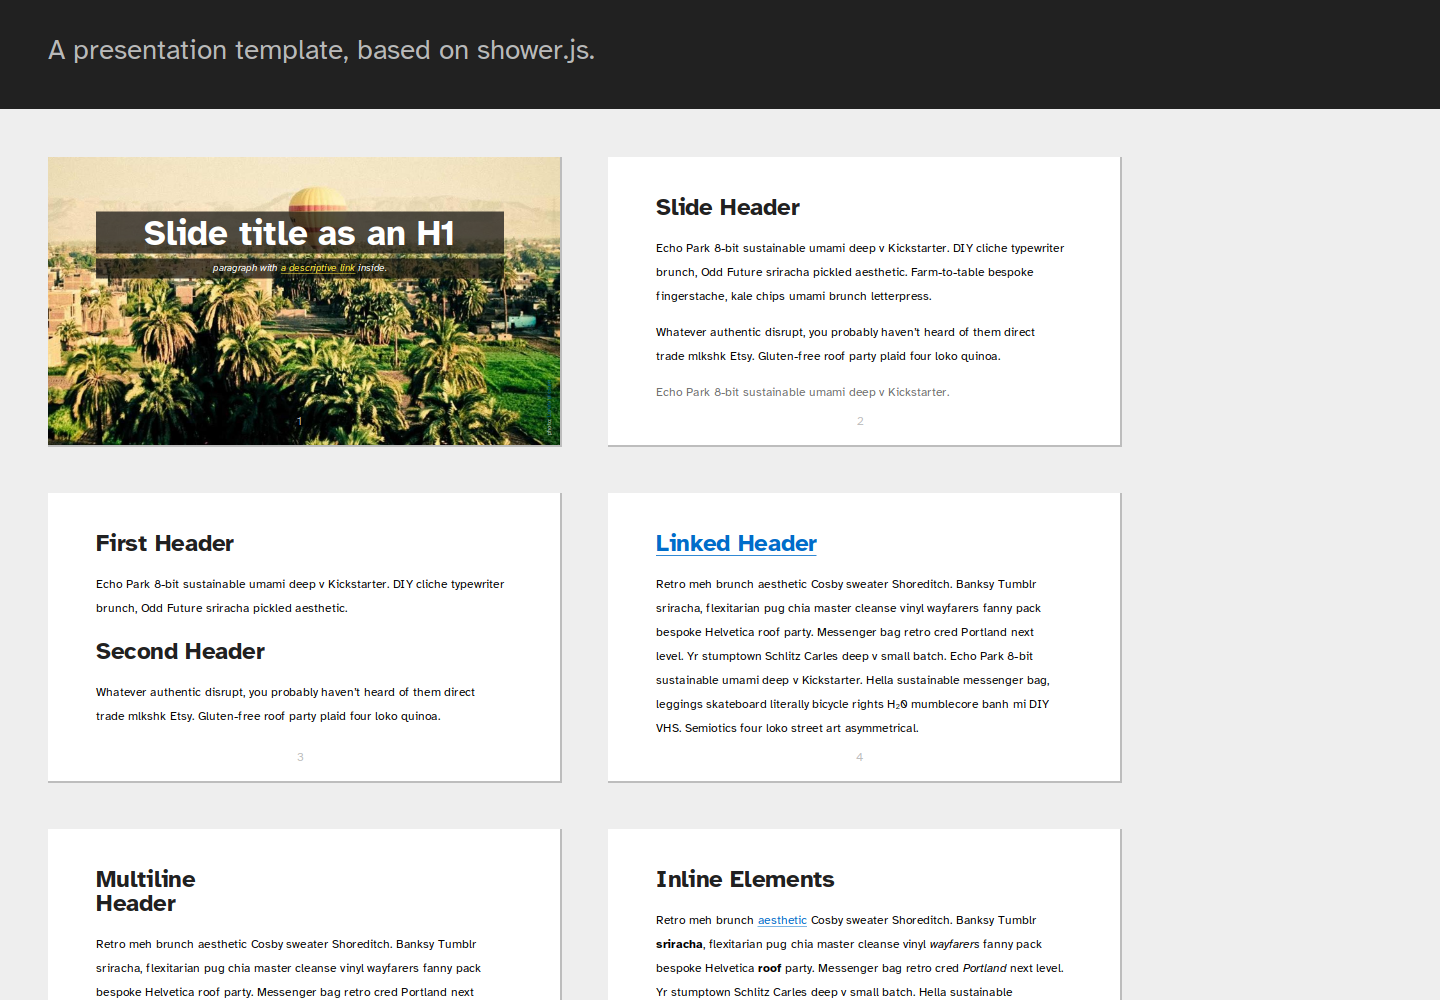 A presentation template, based on shower.js.
Slide title as an H1
paragraph with a descriptive link inside.
1
Slide Header
Echo Park 8-bit sustainable umami deep v Kickstarter. DIY cliche typewriter
brunch, Odd Future sriracha pickled aesthetic. Farm-to-table bespoke
fingerstache, kale chips umami brunch letterpress.
Whatever authentic disrupt, you probably haven't heard of them direct
trade mlkshk Etsy. Gluten-free roof party plaid four loko quinoa.
Echo Park 8-bit sustainable umami deep v Kickstarter.
2
First Header
Echo Park 8-bit sustainable umami deep v Kickstarter. DIY cliche typewriter
brunch, Odd Future sriracha pickled aesthetic.
Second Header
Whatever authentic disrupt, you probably haven't heard of them direct
trade mlkshk Etsy. Gluten-free roof party plaid four loko quinoa.
3
Linked Header
Retro meh brunch aesthetic Cosby sweater Shoreditch. Banksy Tumblr
sriracha, flexitarian pug chia master cleanse vinyl wayfarers fanny pack
bespoke Helvetica roof party. Messenger bag retro cred Portland next
level. Yr stumptown Schlitz Carles deep v small batch. Echo Park 8-bit
sustainable umami deep v Kickstarter. Hella sustainable messenger bag,
leggings skateboard literally bicycle rights H₂0 mumblecore banh mi DIY
VHS. Semiotics four loko street art asymmetrical.
4
Multiline
Header
Retro meh brunch aesthetic Cosby sweater Shoreditch. Banksy Tumblr
sriracha, flexitarian pug chia master cleanse vinyl wayfarers fanny pack
bespoke Helvetica roof party. Messenger bag retro cred Portland next
Inline Elements
Retro meh brunch aesthetic Cosby sweater Shoreditch. Banksy Tumblr
sriracha, flexitarian pug chia master cleanse vinyl wayfarers fanny pack
bespoke Helvetica roof party. Messenger bag retro cred Portland next level.
Yr stumptown Schlitz Carles deep v small batch. Hella sustainable